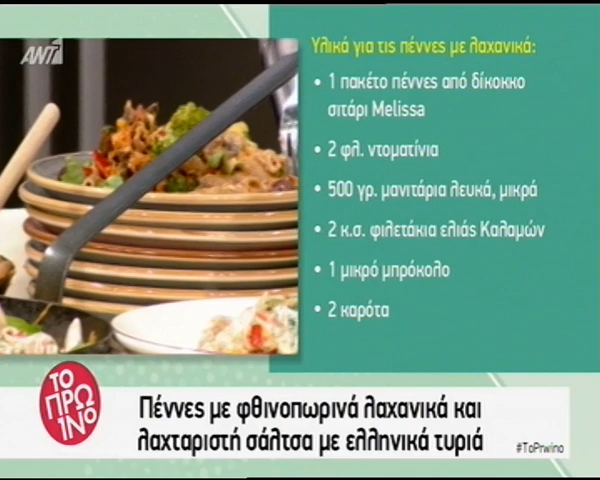 ANT1
Υλικά για τις πέννες με λαχανικά:
• 1 πακέτο πέννες από δίκοκκο
σιτάρι Melissa
• 2 φλ. ντοματίνια
• 500 γρ. μανιτάρια λευκά, μικρά
• 2 κ.σ. φιλετάκια ελιάς Καλαμών
• 1 μικρό μπρόκολο
• 2 καρότα
ΤΟ
ΠΡΩ
ΙΝΟ
Πέννες με φθινοπωρινά λαχανικά και
λαχταριστή σάλτσα με ελληνικά τυριά
#ToPrwino